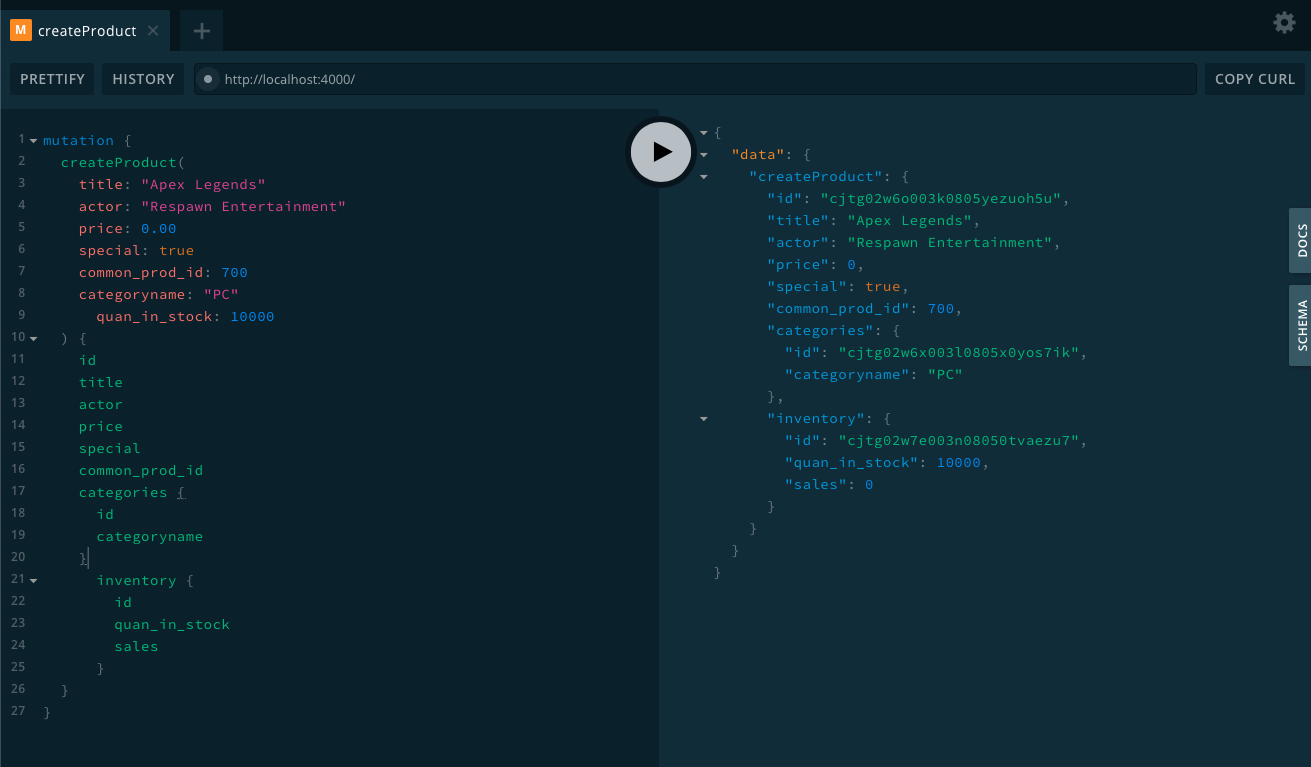 M createProduct
PRETTIFY HISTORY http://localhost:4000/ COPY CURL
1 mutation {
2 createProduct(
3 title: "Apex Legends"
4 actor: "Respawn Entertainment"
5 price: 0.00
6 special: true
7 common_prod_id: 700
8 categoryname: "PC"
9 quan_in_stock: 10000
10 ) {
11 id
12 title
13 actor
14 price
15 special
16 common_prod_id
17 categories {
18 id
19 categoryname
20 }
21 inventory {
22 id
23 quan_in_stock
24 sales
25 }
26 }
27 }
{
"data": {
"createProduct": {
"id": "cjtg02w6o003k0805yezuoh5u",
"title": "Apex Legends",
"actor": "Respawn Entertainment",
"price": 0,
"special": true,
"common_prod_id": 700,
"categories": {
"id": "cjtg02w6x003l0805x0yos7ik",
"categoryname": "PC"
},
"inventory": {
"id": "cjtg02w7e003n08050tvaezu7",
"quan_in_stock": 10000,
"sales": 0
}
}
}
}
DOCS
SCHEMA